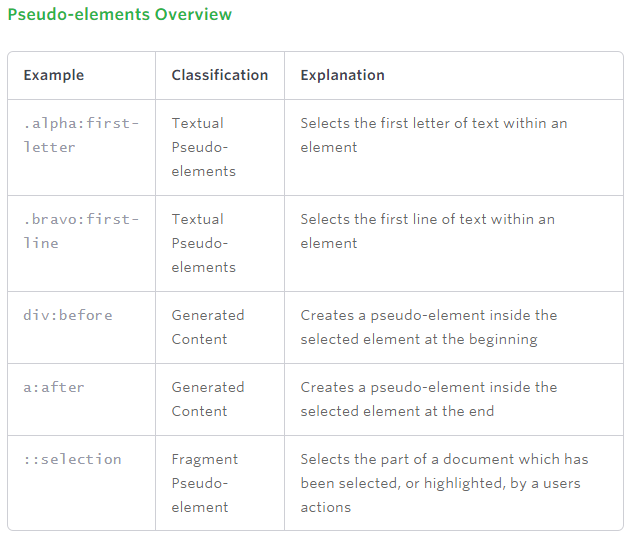 Pseudo-elements Overview
Example Classification Explanation
.alpha:first-
letter
Textual
Pseudo-
elements
Selects the first letter of text within an
element
.bravo:first-
line
Textual
Pseudo-
elements
Selects the first line of text within an
element
div:before
Generated
Content
Creates a pseudo-element inside the
selected element at the beginning
a:after
Generated
Content
Creates a pseudo-element inside the
selected element at the end
::selection
Fragment
Pseudo-
element
Selects the part of a document which has
been selected, or highlighted, by a users
actions